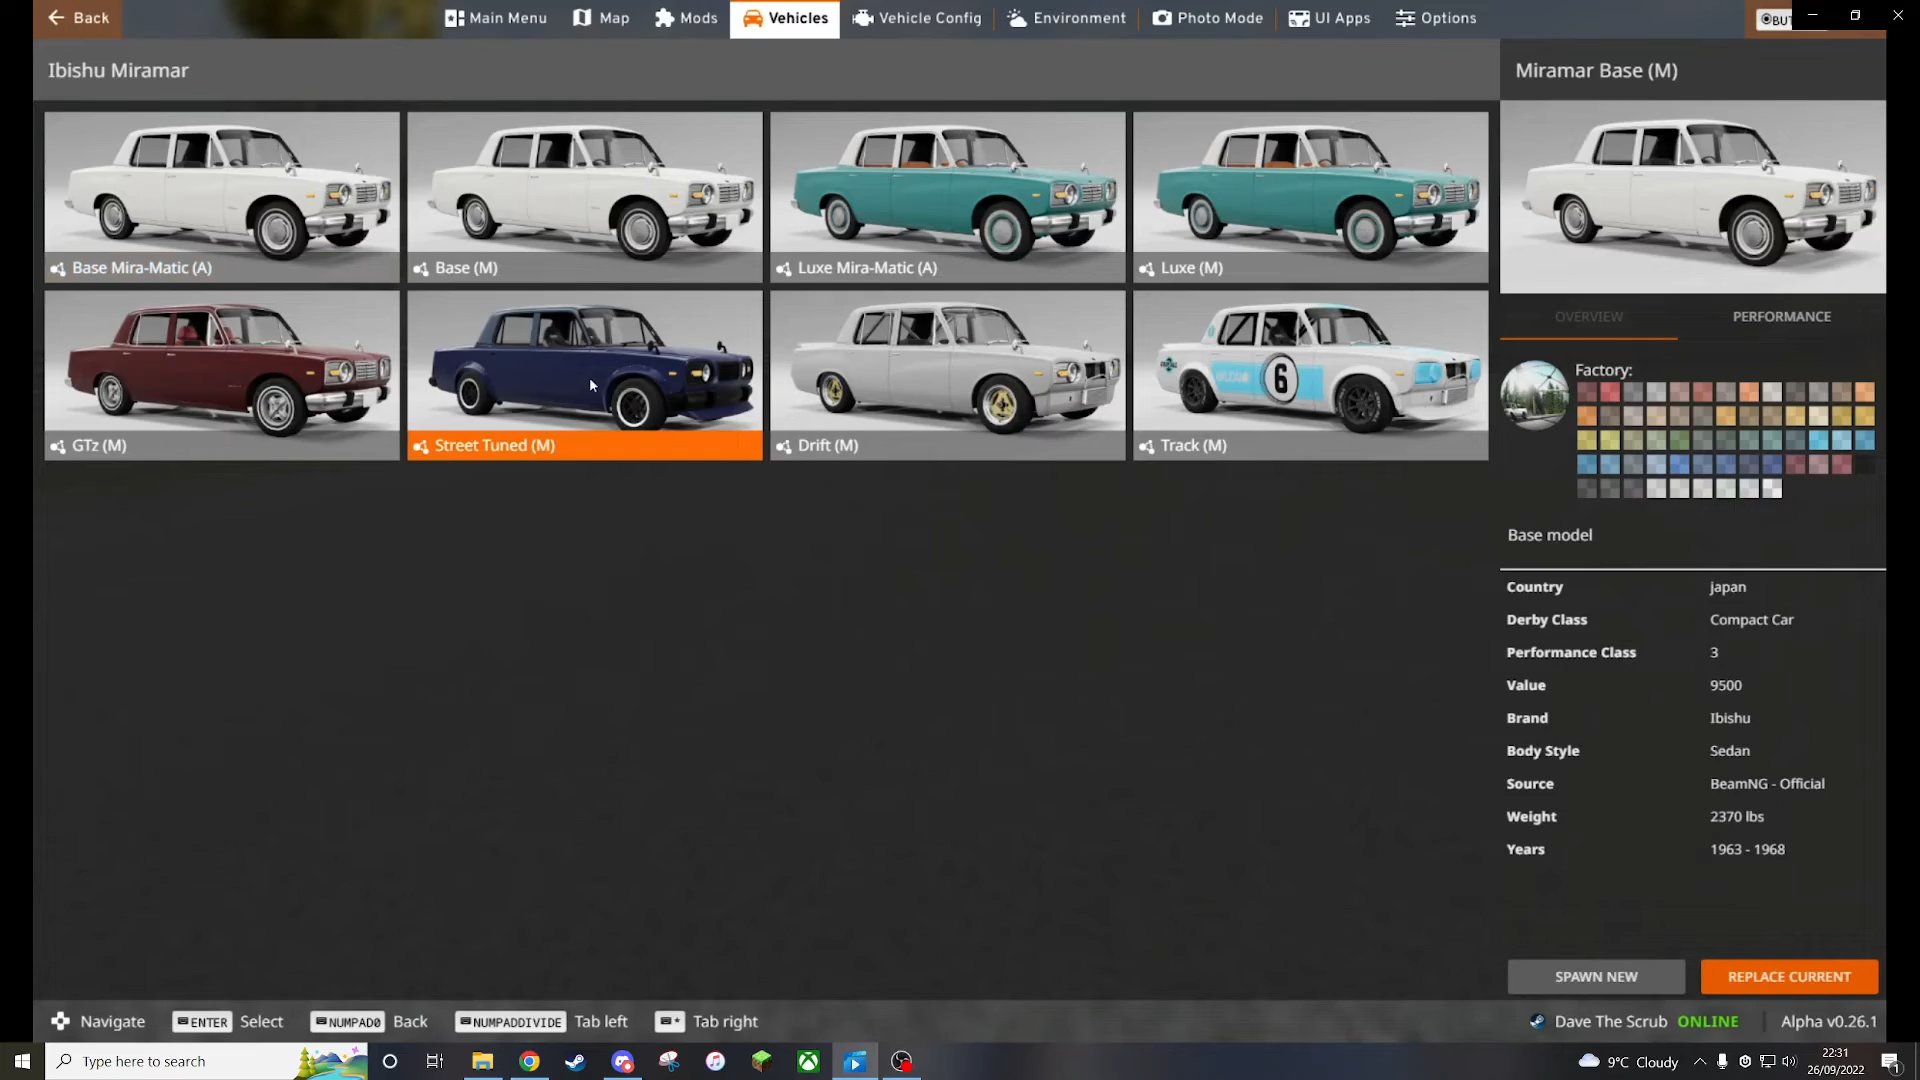 Back
Main Menu
Map
Mods
Vehicles
Vehicle Config
Environment
Photo Mode
UI Apps
Options
Ibishu Miramar
Miramar Base (M)
Base Mira-Matic (A)
Base (M)
Luxe Mira-Matic (A)
Luxe (M)
6
GTz (M)
Street Tuned (M)
Drift (M)
Track (M)
OVERVIEW
PERFORMANCE
Factory:
Base model
Country japan
Derby Class Compact Car
Performance Class 3
Value 9500
Brand Ibishu
Body Style Sedan
Source BeamNG - Official
Weight 2370 lbs
Years 1963 - 1968
SPAWN NEW
REPLACE CURRENT
Navigate
ENTER Select
NUMPAD0 Back
NUMPADDIVIDE Tab left
* Tab right
Dave The Scrub ONLINE
Alpha v0.26.1
Type here to search
9°C Cloudy
22:31
26/09/2022
1